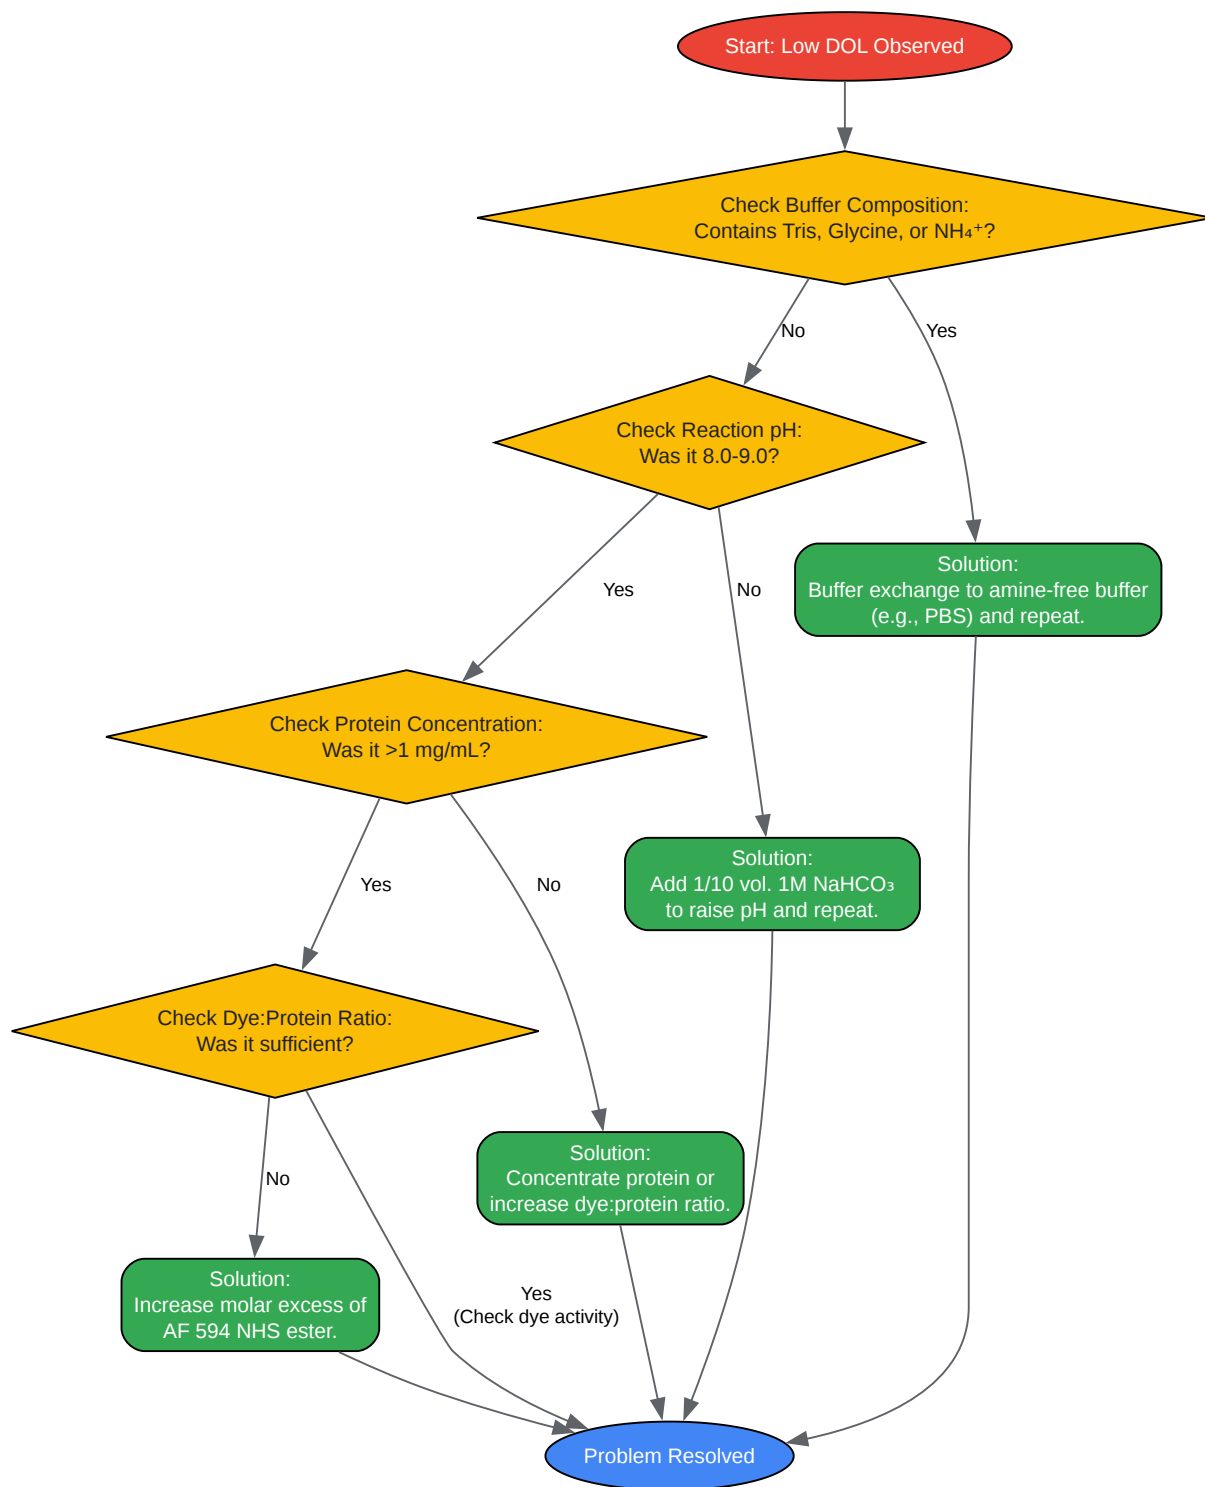 Start: Low DOL Observed
Check Buffer Composition:
Contains Tris, Glycine, or NH₄⁺?
No
Yes
Check Reaction pH:
Was it 8.0-9.0?
Solution:
Buffer exchange to amine-free buffer
(e.g., PBS) and repeat.
Yes
No
Check Protein Concentration:
Was it >1 mg/mL?
Solution:
Add 1/10 vol. 1M NaHCO₃
to raise pH and repeat.
Yes
No
Check Dye:Protein Ratio:
Was it sufficient?
Solution:
Concentrate protein or
increase dye:protein ratio.
No
Yes
(Check dye activity)
Solution:
Increase molar excess of
AF 594 NHS ester.
Problem Resolved